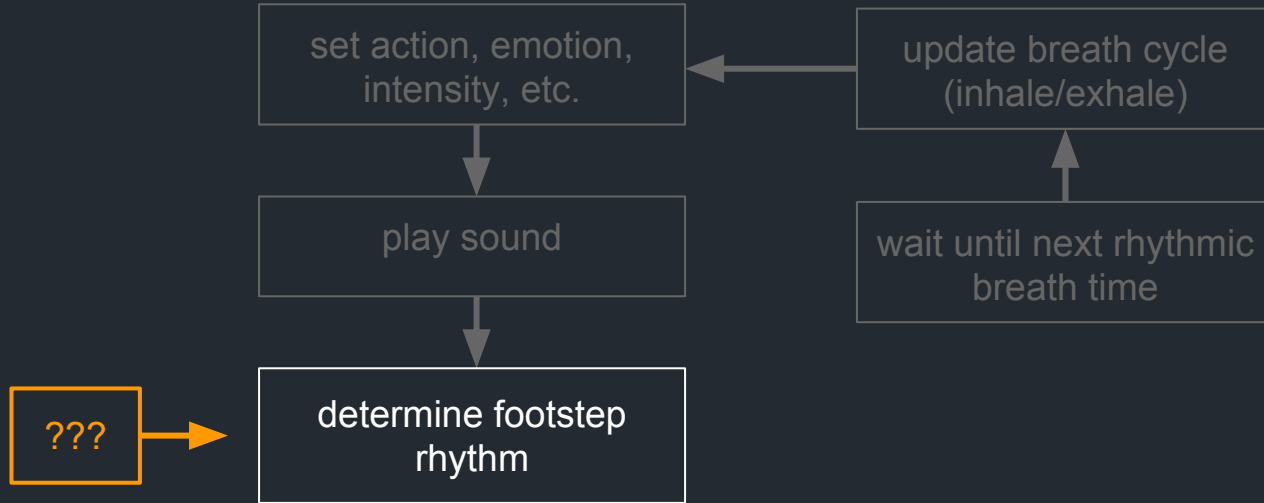 set action, emotion,
intensity, etc.
update breath cycle
(inhale/exhale)
play sound
wait until next rhythmic
breath time
???
determine footstep
rhythm